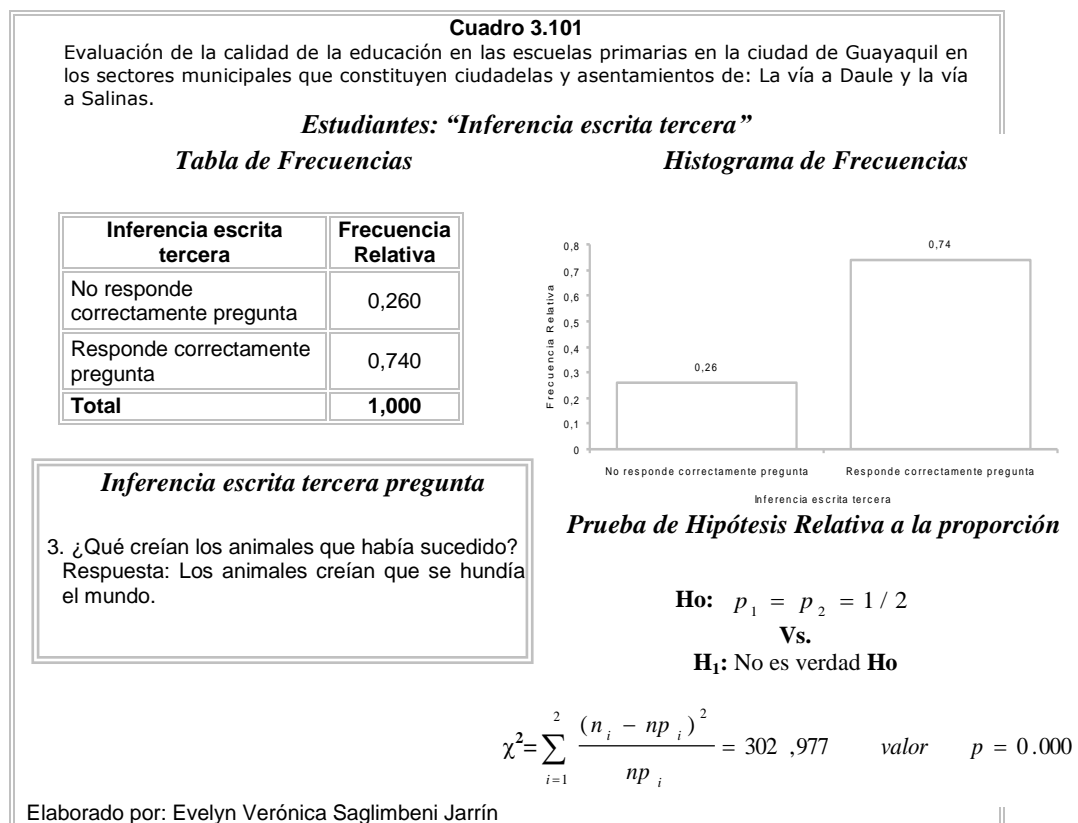 Cuadro 3.101
Evaluación de la calidad de la educación en las escuelas primarias en la ciudad de Guayaquil en
los sectores municipales que constituyen ciudadelas y asentamientos de: La vía a Daule y la vía
a Salinas.
Estudiantes: “Inferencia escrita tercera”
Tabla de Frecuencias
Inferencia escrita
tercera
Frecuencia
Relativa
No responde
correctamente pregunta
0,260
Responde correctamente
pregunta
0,740
Total
1,000
Histograma de Frecuencias
Frecuencia Relativa
0,8
0,7
0,6
0,5
0,4
0,3
0,2
0,1
0
0,26
0,74
No responde correctamente pregunta
Responde correctamente pregunta
Inferencia escrita tercera
Inferencia escrita tercera pregunta
3. ¿Qué creían los animales que había sucedido?
Respuesta: Los animales creían que se hundía
el mundo.
Prueba de Hipótesis Relativa a la proporción
Ho: p₁ = p₂ = 1 / 2
Vs.
H₁: No es verdad Ho
χ²=∑ᵢ₌₁² (nᵢ − npᵢ)² / npᵢ = 302 ,977 valor p = 0.000
Elaborado por: Evelyn Verónica Saglimbeni Jarrín